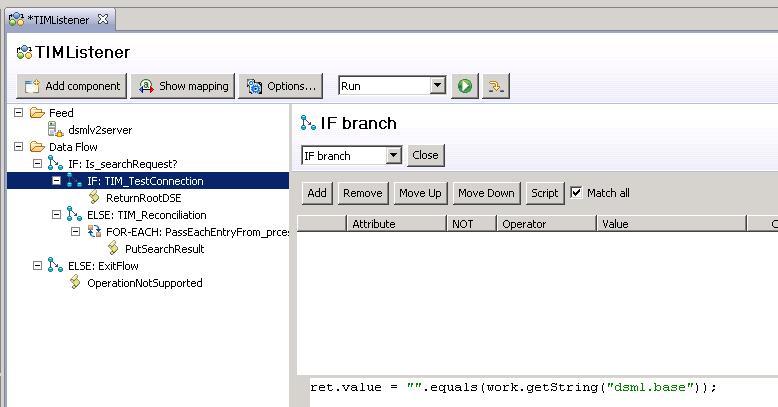 *TIMListener
TIMListener
Add component Show mapping Options... Run
Feed
dsmlv2server
Data Flow
IF: Is_searchRequest?
IF: TIM_TestConnection
ReturnRootDSE
ELSE: TIM_Reconciliation
FOR-EACH: PassEachEntryFrom_prces
PutSearchResult
ELSE: ExitFlow
OperationNotSupported
IF branch
IF branch Close
Add Remove Move Up Move Down Script Match all
Attribute NOT Operator Value C
ret.value = "".equals(work.getString("dsml.base"));